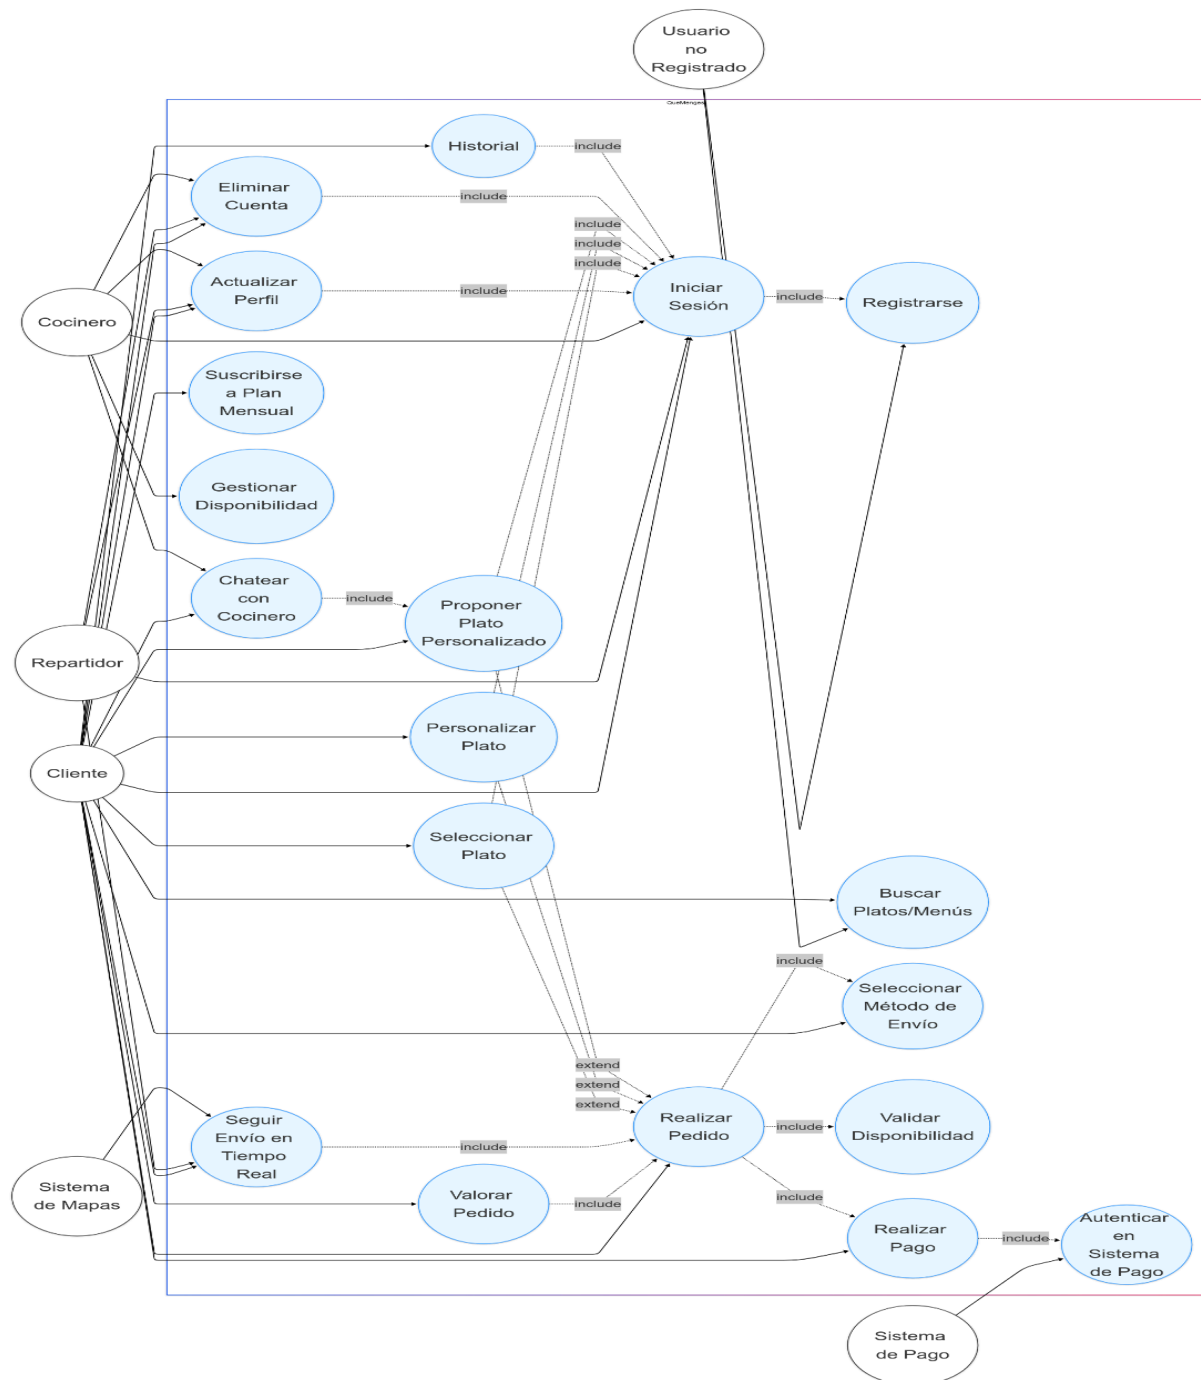 Usuario
no
Registrado
QueMenges
Historial
include
Eliminar
Cuenta
include
include
include
include
Actualizar
Perfil
include
Iniciar
Sesión
include
Registrarse
Cocinero
Suscribirse
a Plan
Mensual
Gestionar
Disponibilidad
Chatear
con
Cocinero
include
Proponer
Plato
Personalizado
Repartidor
Personalizar
Plato
Cliente
Seleccionar
Plato
Buscar
Platos/Menús
include
Seleccionar
Método de
Envío
extend
extend
extend
Realizar
Pedido
include
Validar
Disponibilidad
Seguir
Envío en
Tiempo
Real
include
Sistema
de Mapas
Valorar
Pedido
include
include
Realizar
Pago
include
Autenticar
en
Sistema
de Pago
Sistema
de Pago